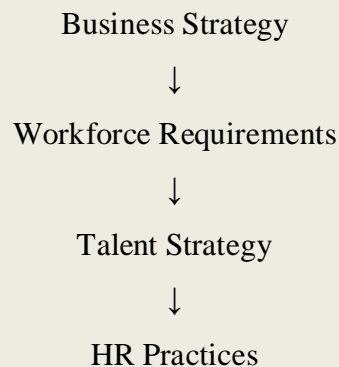 Business Strategy
↓
Workforce Requirements
↓
Talent Strategy
↓
HR Practices